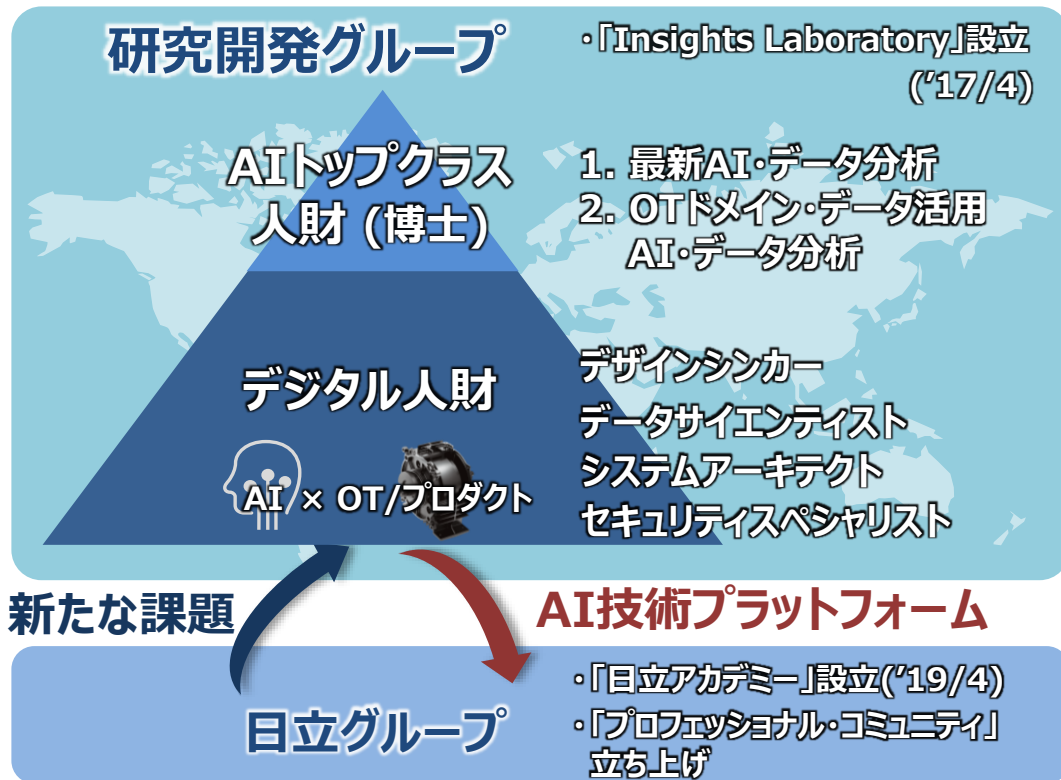 研究開発グループ
・「Insights Laboratory」設立
('17/4)
AIトップクラス
人財 (博士)
1. 最新AI・データ分析
2. OTドメイン・データ活用
AI・データ分析
デジタル人財
AI × OT/プロダクト
デザインシンカー
データサイエンティスト
システムアーキテクト
セキュリティスペシャリスト
新たな課題
AI技術プラットフォーム
日立グループ
・「日立アカデミー」設立('19/4)
・「プロフェッショナル・コミュニティ」
立ち上げ